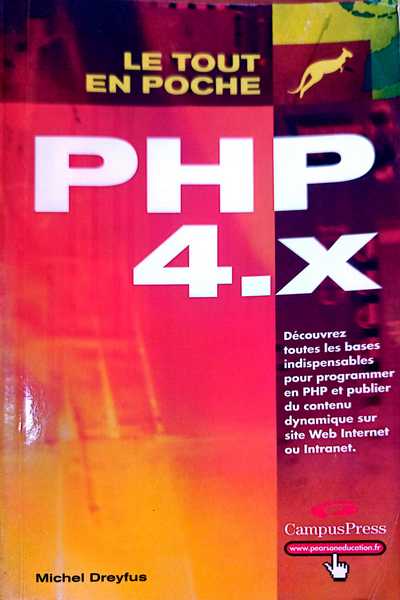 LE TOUT
EN POCHE
PHP
4.x
Découvrez
toutes les bases
indispensables
pour programmer
en PHP et publier
du contenu
dynamique sur
site Web Internet
ou Intranet.
CampusPress
www.pearsoneducation.fr
Michel Dreyfus